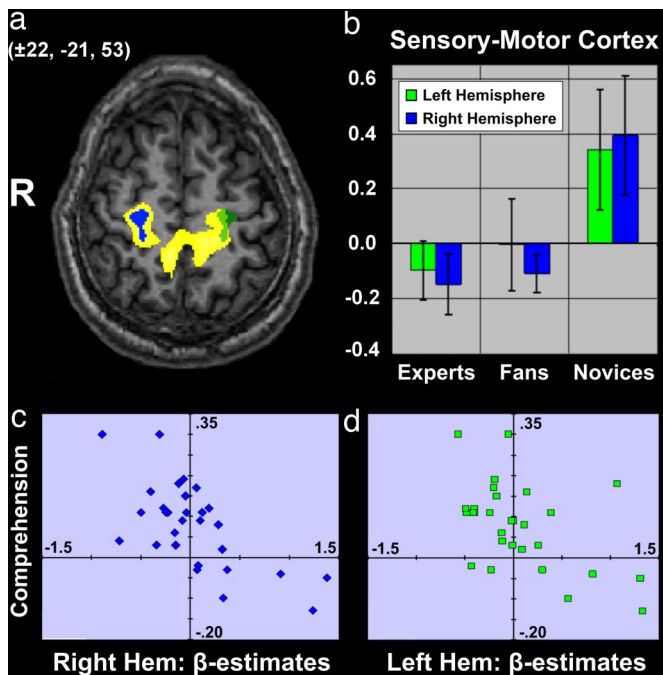 a
(±22, -21, 53)
R
b
Sensory-Motor Cortex
Left Hemisphere
Right Hemisphere
0.6
0.4
0.2
0.0
-0.2
-0.4
Experts Fans Novices
c
.35
-1.5 1.5
-.20
Comprehension
Right Hem: β-estimates
d
.35
-1.5 1.5
-.20
Left Hem: β-estimates